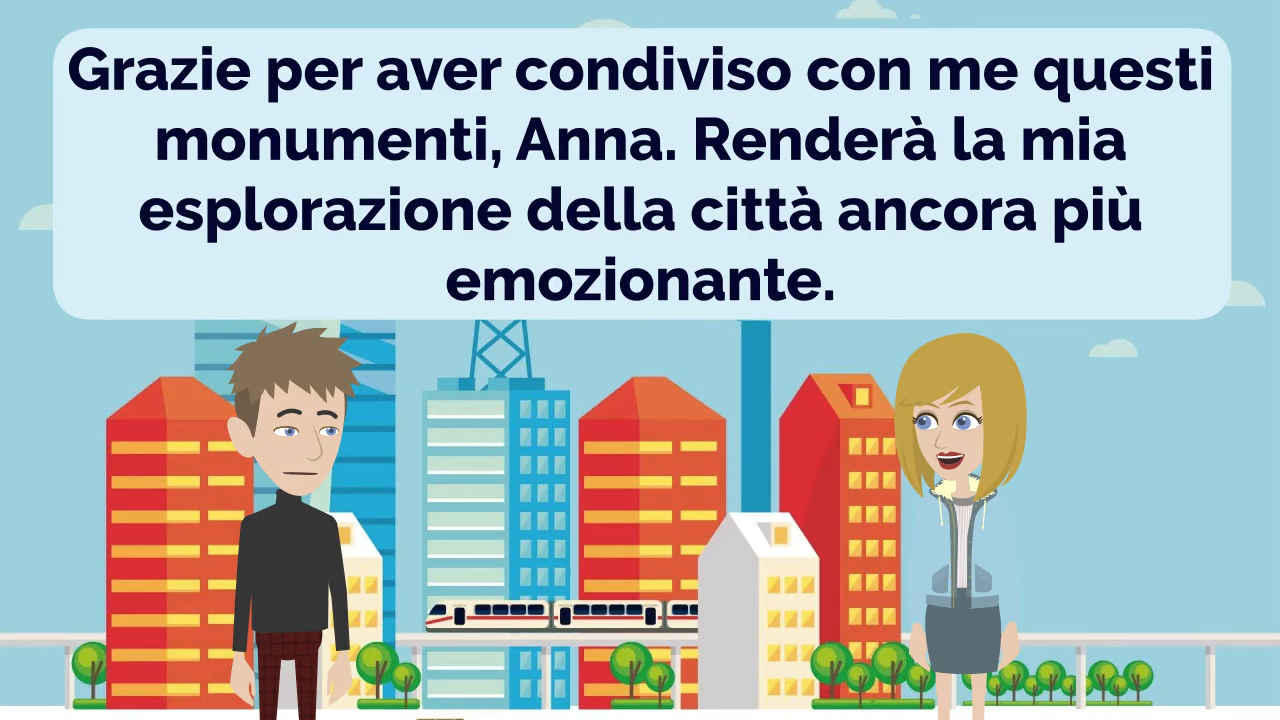 Grazie per aver condiviso con me questi
monumenti, Anna. Renderà la mia
esplorazione della città ancora più
emozionante.